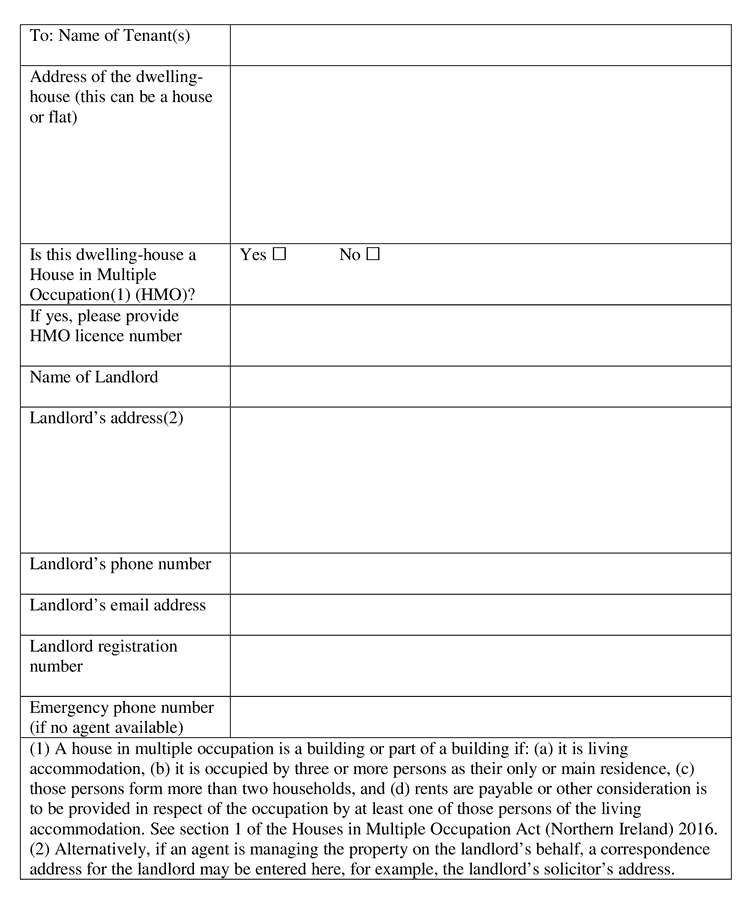 To: Name of Tenant(s)
Address of the dwelling-
house (this can be a house
or flat)
Is this dwelling-house a
House in Multiple
Occupation(1) (HMO)?
Yes ☐ No ☐
If yes, please provide
HMO licence number
Name of Landlord
Landlord’s address(2)
Landlord’s phone number
Landlord’s email address
Landlord registration
number
Emergency phone number
(if no agent available)
(1) A house in multiple occupation is a building or part of a building if: (a) it is living
accommodation, (b) it is occupied by three or more persons as their only or main residence, (c)
those persons form more than two households, and (d) rents are payable or other consideration is
to be provided in respect of the occupation by at least one of those persons of the living
accommodation. See section 1 of the Houses in Multiple Occupation Act (Northern Ireland) 2016.
(2) Alternatively, if an agent is managing the property on the landlord’s behalf, a correspondence
address for the landlord may be entered here, for example, the landlord’s solicitor’s address.